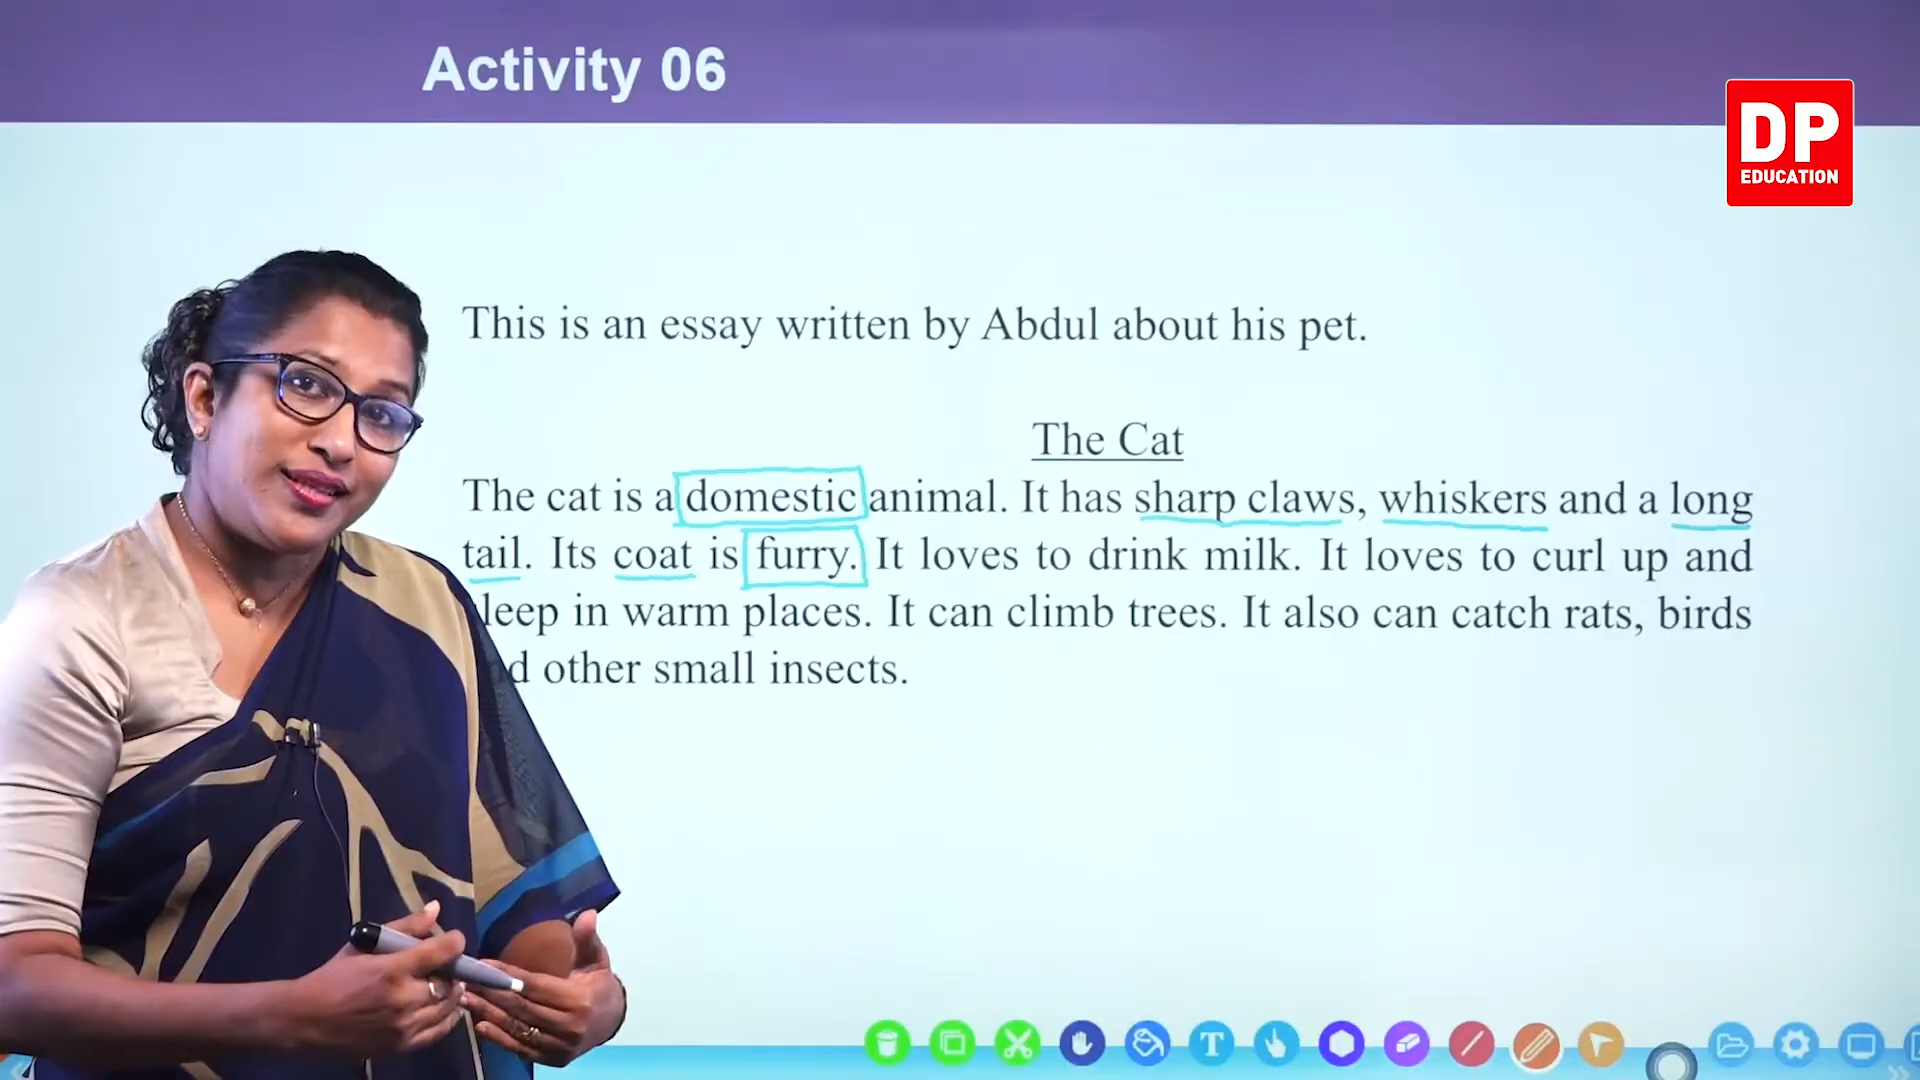 Activity 06
DP
EDUCATION
This is an essay written by Abdul about his pet.
The Cat
The cat is a domestic animal. It has sharp claws, whiskers and a long
tail. Its coat is furry. It loves to drink milk. It loves to curl up and
in warm places. It can climb trees. It also can catch rats, birds
other small insects.
T